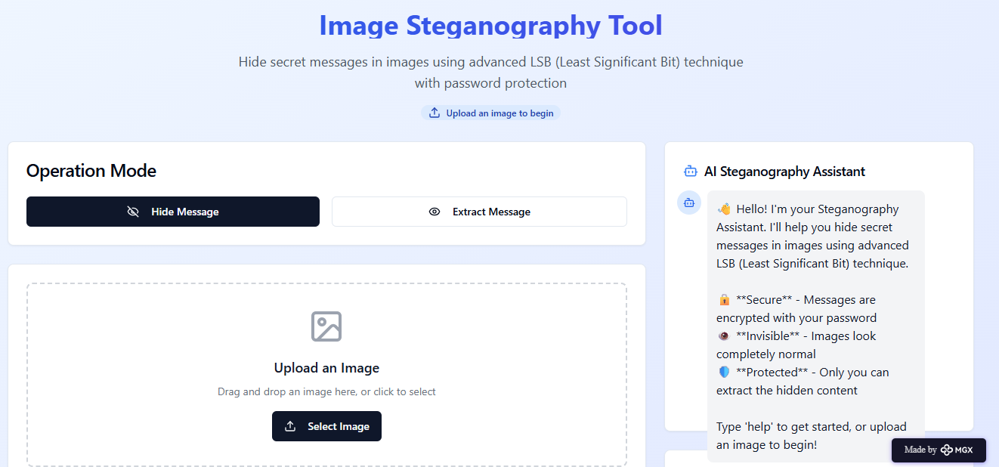 Image Steganography Tool
Hide secret messages in images using advanced LSB (Least Significant Bit) technique
with password protection
Upload an image to begin
Operation Mode
Hide Message
Extract Message
Upload an Image
Drag and drop an image here, or click to select
Select Image
AI Steganography Assistant
👋 Hello! I'm your Steganography
Assistant. I'll help you hide secret
messages in images using advanced
LSB (Least Significant Bit) technique.
🔒 **Secure** - Messages are
encrypted with your password
👁️ **Invisible** - Images look
completely normal
🛡️ **Protected** - Only you can
extract the hidden content
Type 'help' to get started, or upload
an image to begin!
Made by MGX